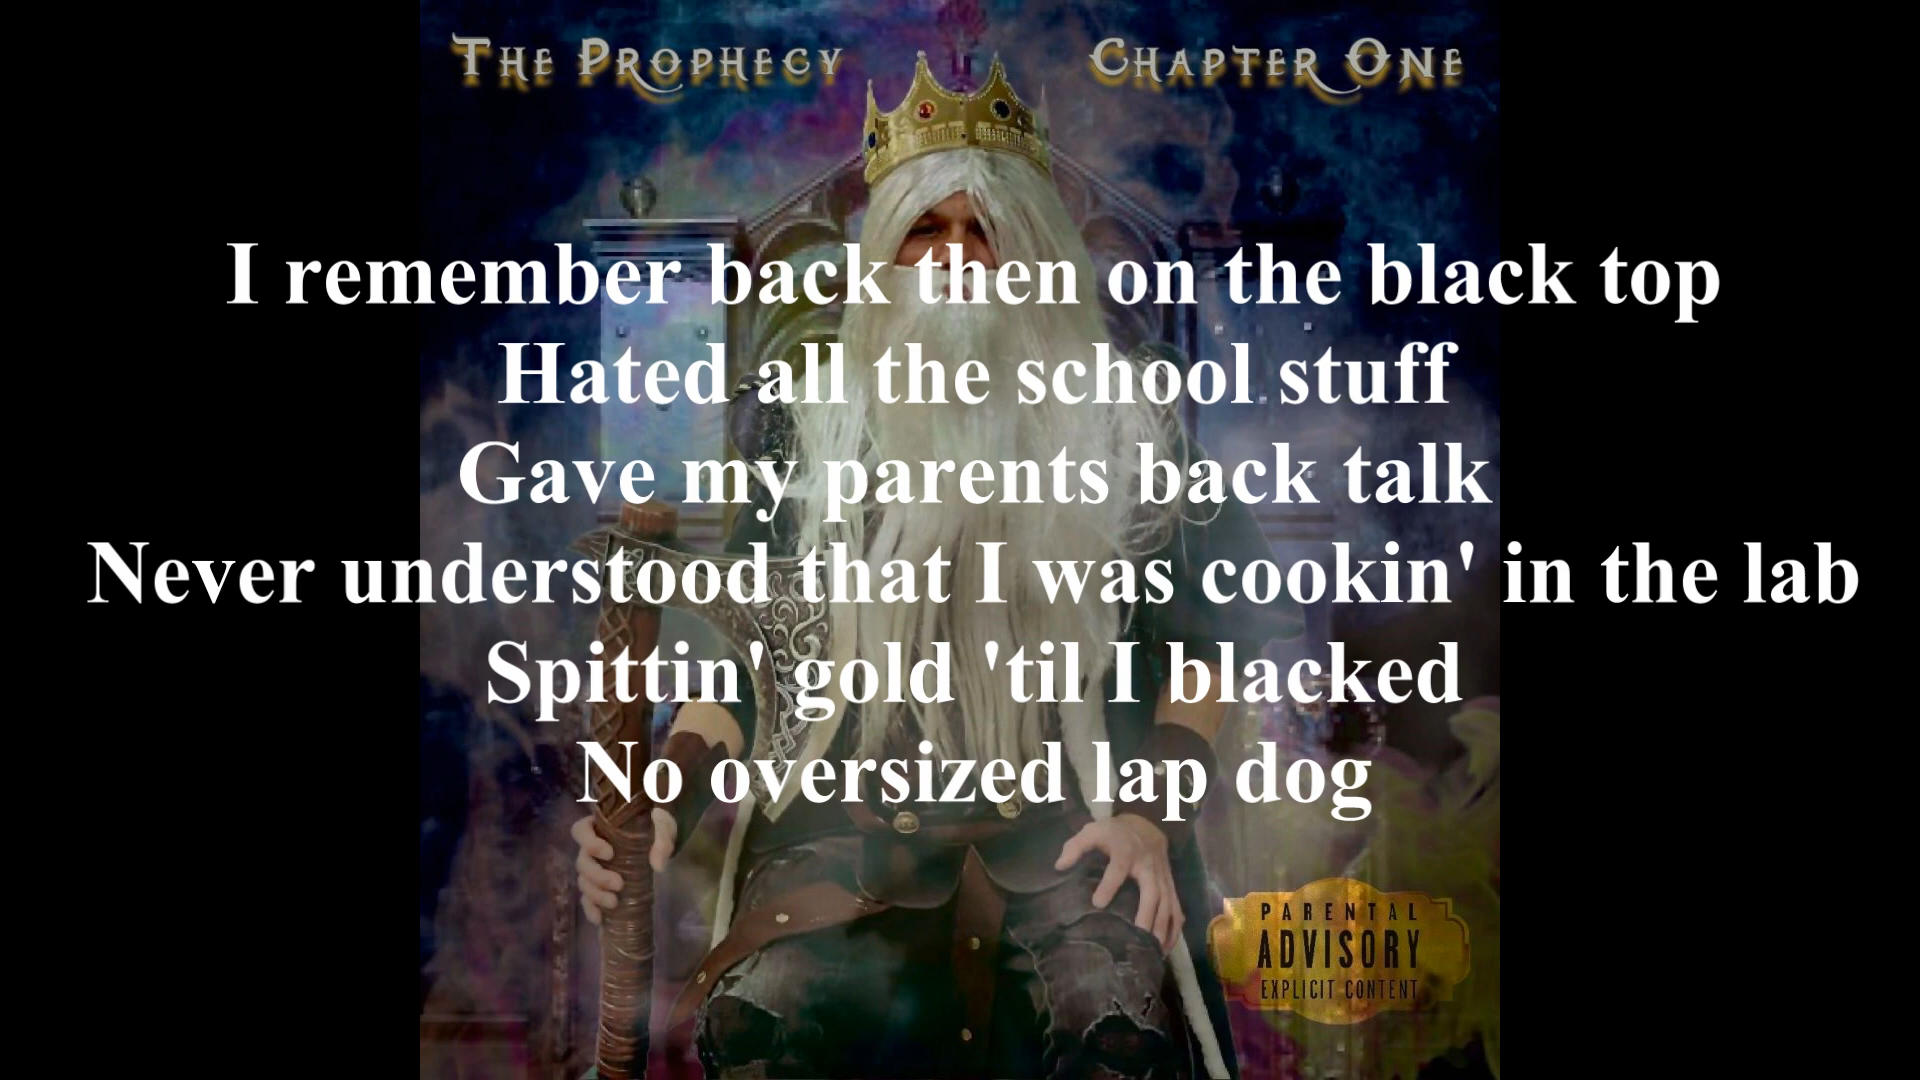 The Prophecy Chapter One
I remember back then on the black top
Hated all the school stuff
Gave my parents back talk
Never understood that I was cookin' in the lab
Spittin' gold 'til I blacked
No oversized lap dog
PARENTAL
ADVISORY
EXPLICIT CONTENT